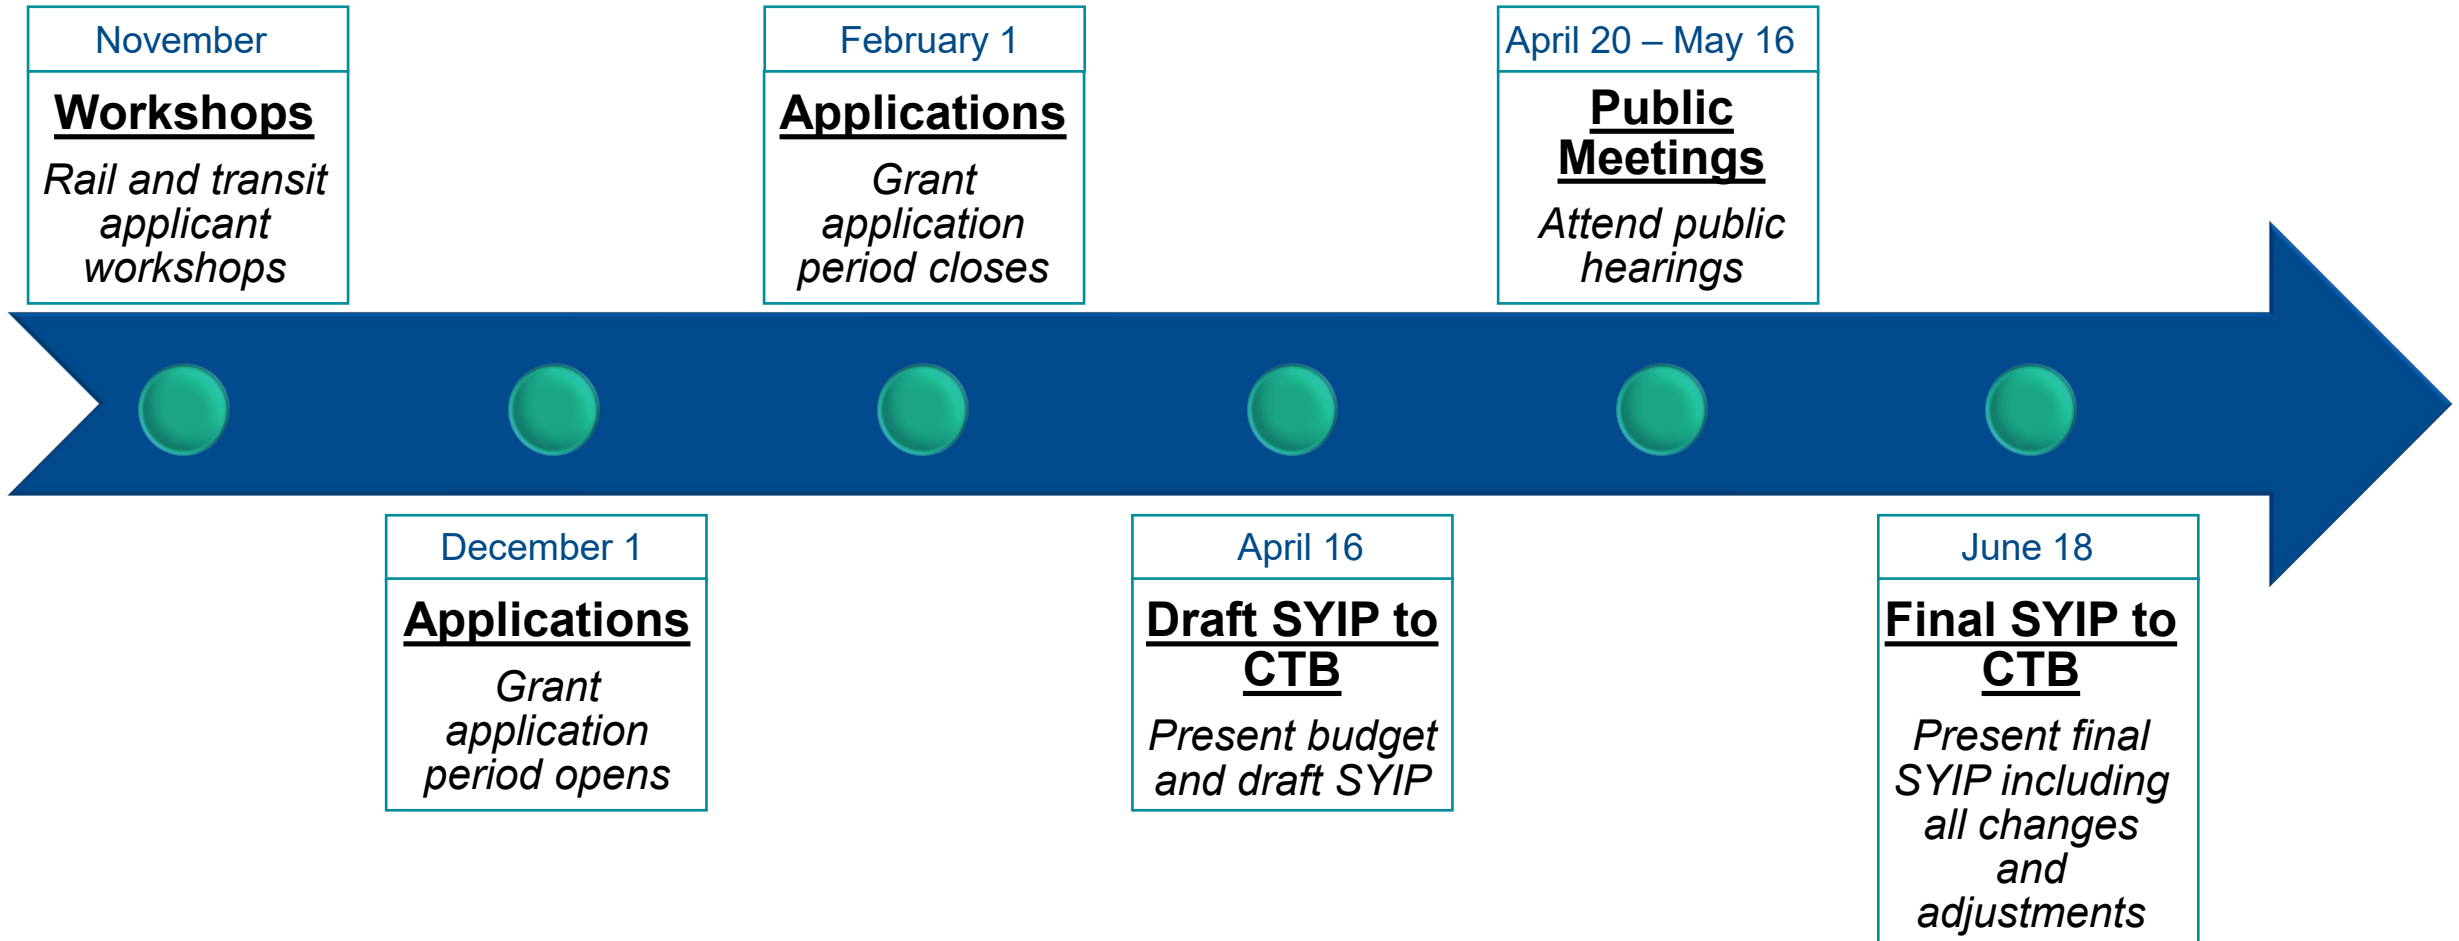 November
Workshops
Rail and transit
applicant
workshops
December 1
Applications
Grant
application
period opens
February 1
Applications
Grant
application
period closes
April 16
Draft SYIP to
CTB
Present budget
and draft SYIP
April 20 – May 16
Public
Meetings
Attend public
hearings
June 18
Final SYIP to
CTB
Present final
SYIP including
all changes
and
adjustments